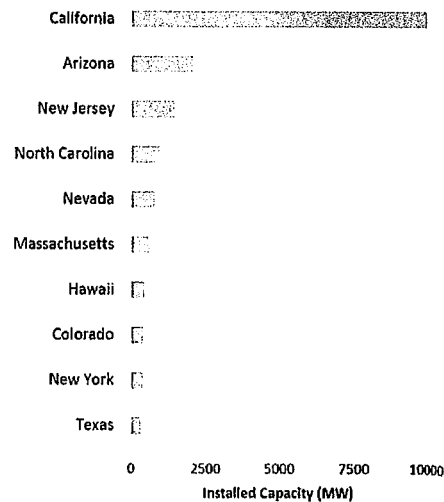 California
Arizona
New Jersey
North Carolina
Nevada
Massachusetts
Hawaii
Colorado
New York
Texas
0 2500 5000 7500 10000
Installed Capacity (MW)